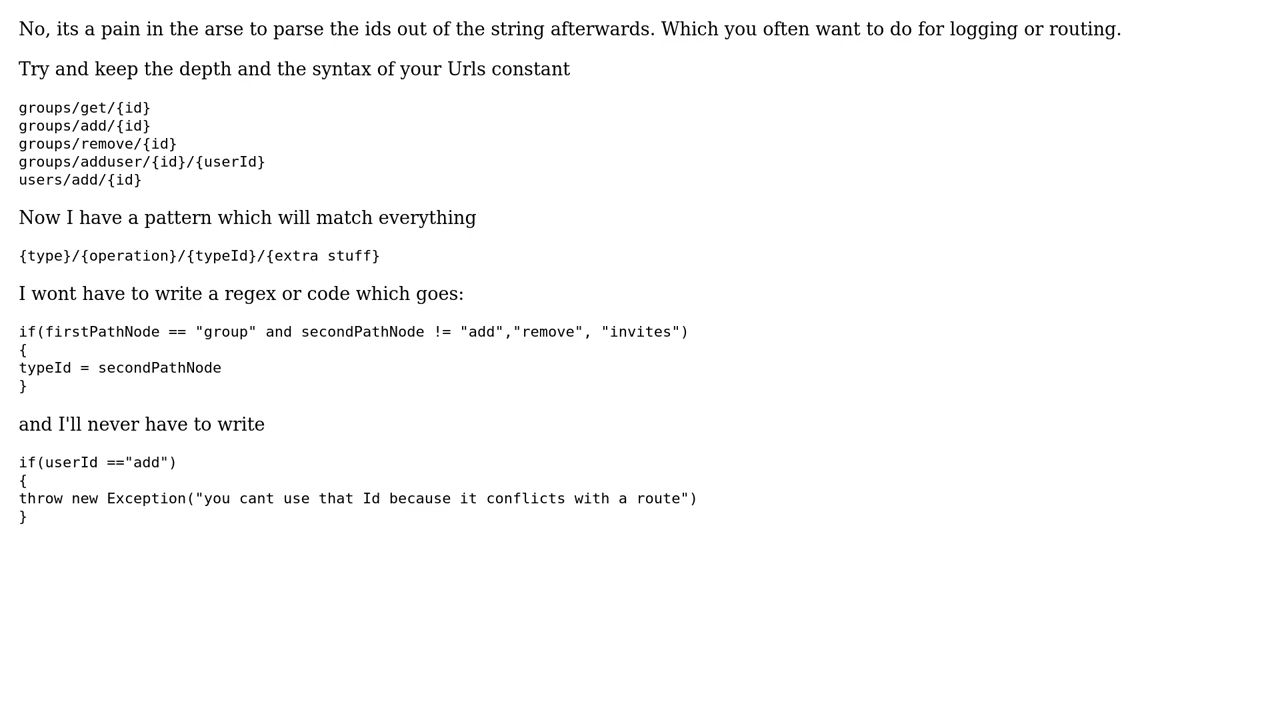 No, its a pain in the arse to parse the ids out of the string afterwards. Which you often want to do for logging or routing.
Try and keep the depth and the syntax of your Urls constant
groups/get/{id}
groups/add/{id}
groups/remove/{id}
groups/adduser/{id}/{userId}
users/add/{id}
Now I have a pattern which will match everything
{type}/{operation}/{typeId}/{extra stuff}
I wont have to write a regex or code which goes:
if(firstPathNode == "group" and secondPathNode != "add","remove", "invites")
{
typeId = secondPathNode
}
and I'll never have to write
if(userId =="add")
{
throw new Exception("you cant use that Id because it conflicts with a route")
}